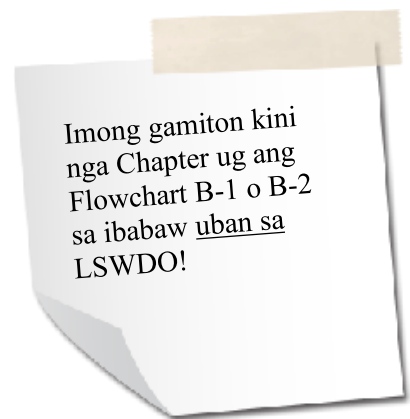 Imong gamiton kini
nga Chapter ug ang
Flowchart B-1 o B-2
sa ibabaw uban sa
LSWDO!